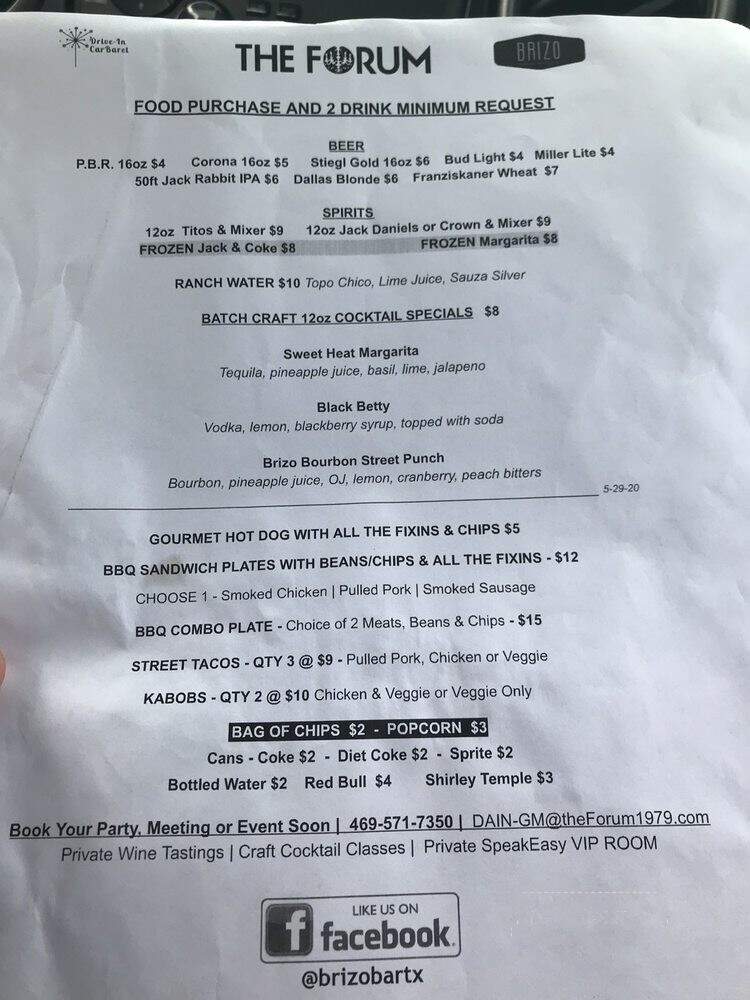 Drive-In
CarBaret
THE FORUM
BRIZO
FOOD PURCHASE AND 2 DRINK MINIMUM REQUEST
BEER
P.B.R. 16oz $4 Corona 16oz $5 Stiegl Gold 16oz $6 Bud Light $4 Miller Lite $4
50ft Jack Rabbit IPA $6 Dallas Blonde $6 Franziskaner Wheat $7
SPIRITS
12oz Titos & Mixer $9 12oz Jack Daniels or Crown & Mixer $9
FROZEN Jack & Coke $8 FROZEN Margarita $8
RANCH WATER $10 Topo Chico, Lime Juice, Sauza Silver
BATCH CRAFT 12oz COCKTAIL SPECIALS $8
Sweet Heat Margarita
Tequila, pineapple juice, basil, lime, jalapeno
Black Betty
Vodka, lemon, blackberry syrup, topped with soda
Brizo Bourbon Street Punch
Bourbon, pineapple juice, OJ, lemon, cranberry, peach bitters
5-29-20
GOURMET HOT DOG WITH ALL THE FIXINS & CHIPS $5
BBQ SANDWICH PLATES WITH BEANS/CHIPS & ALL THE FIXINS - $12
CHOOSE 1 - Smoked Chicken | Pulled Pork | Smoked Sausage
BBQ COMBO PLATE - Choice of 2 Meats, Beans & Chips - $15
STREET TACOS - QTY 3 @ $9 - Pulled Pork, Chicken or Veggie
KABOBS - QTY 2 @ $10 Chicken & Veggie or Veggie Only
BAG OF CHIPS $2 - POPCORN $3
Cans - Coke $2 - Diet Coke $2 - Sprite $2
Bottled Water $2 Red Bull $4 Shirley Temple $3
Book Your Party, Meeting or Event Soon | 469-571-7350 | DAIN-GM@theForum1979.com
Private Wine Tastings | Craft Cocktail Classes | Private SpeakEasy VIP ROOM
LIKE US ON
f facebook
@brizobartx